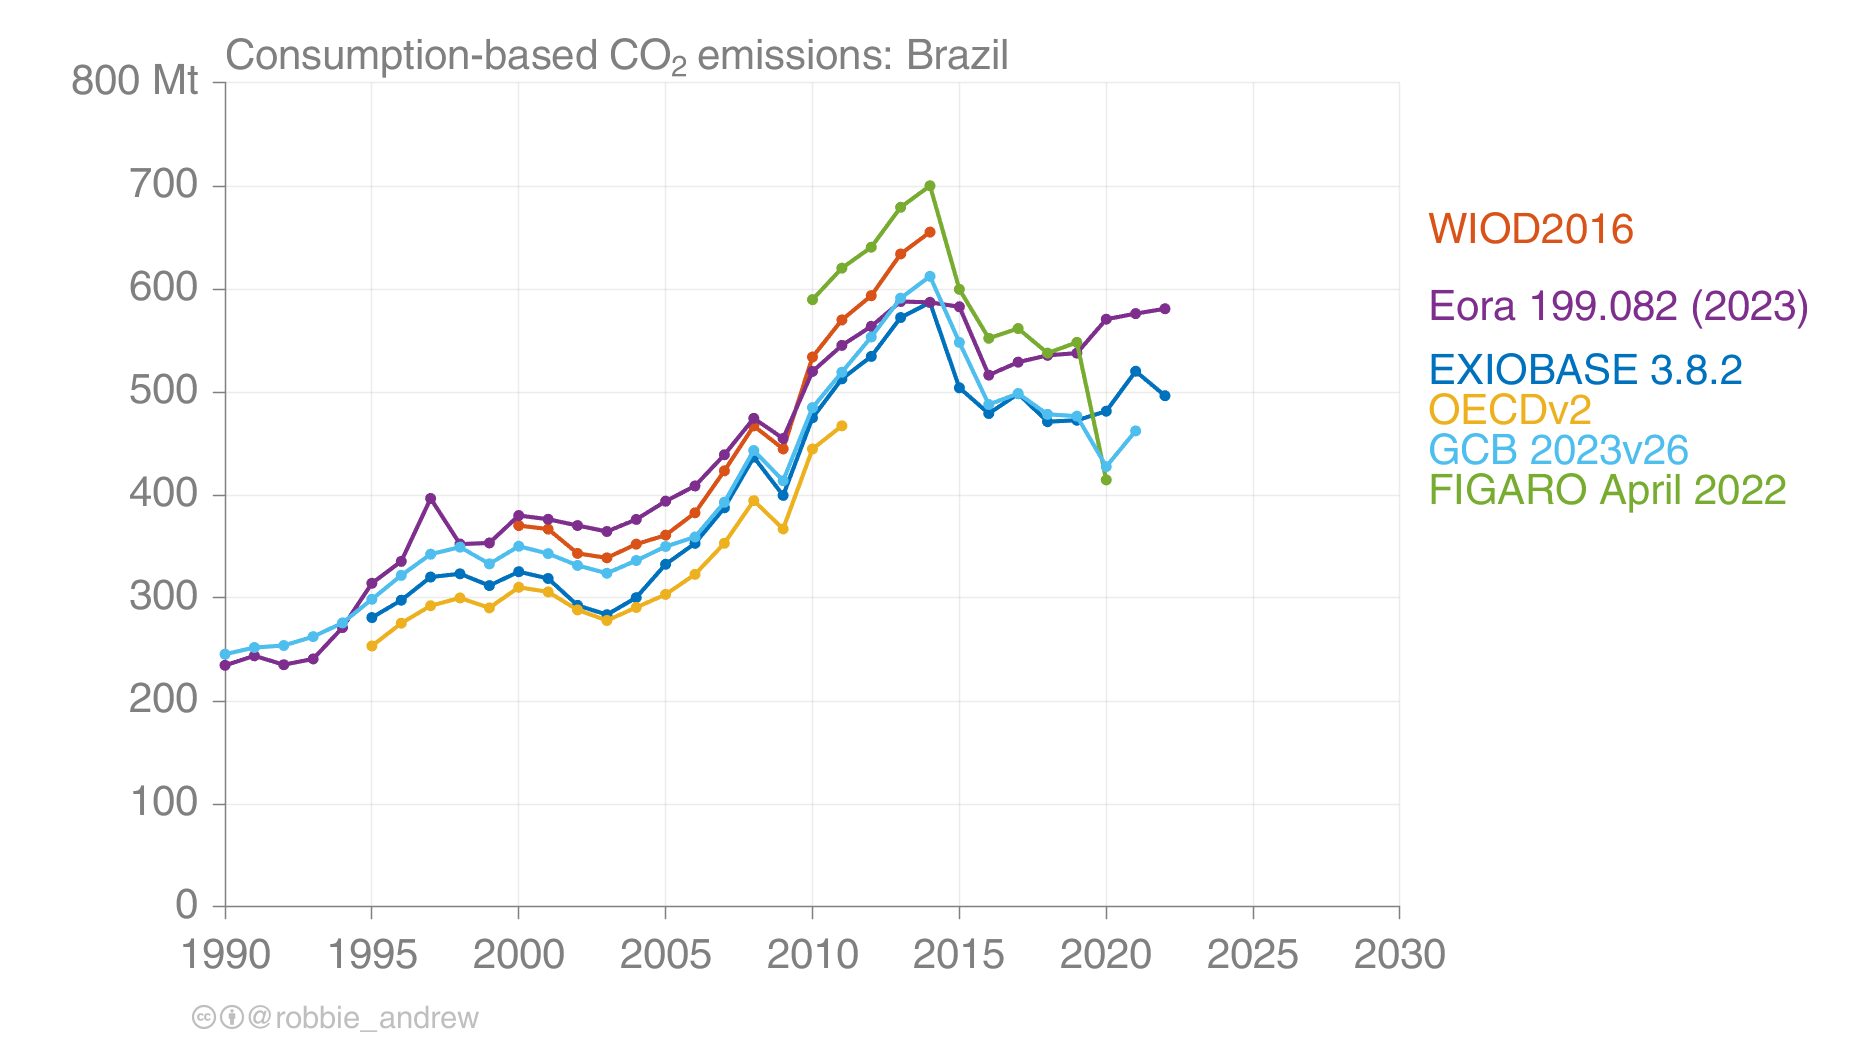 Consumption-based CO₂ emissions: Brazil
800 Mt
700
600
500
400
300
200
100
0
1990 1995 2000 2005 2010 2015 2020 2025 2030
WIOD2016
Eora 199.082 (2023)
EXIOBASE 3.8.2
OECDv2
GCB 2023v26
FIGARO April 2022
cc @robbie_andrew